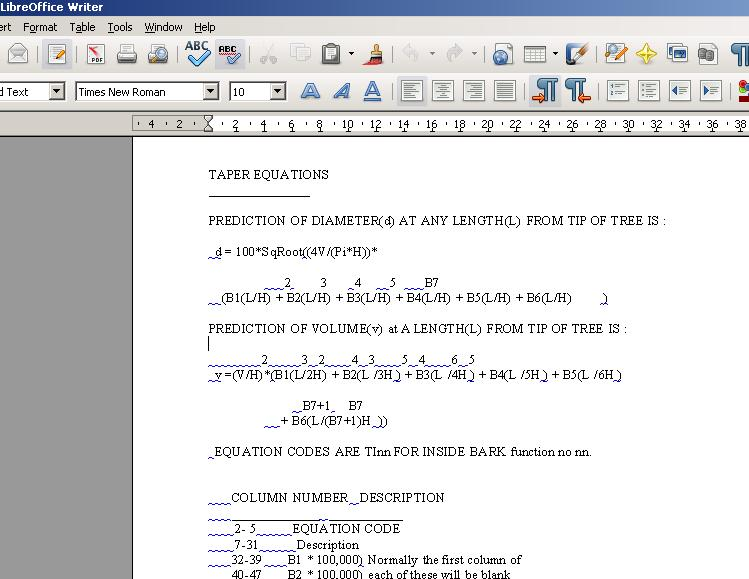 LibreOffice Writer
ert Format Table Tools Window Help
PDF ABC ABC
d Text Times New Roman 10
4 2 2 4 6 8 10 12 14 16 18 20 22 24 26 28 30 32 34 36 38
TAPER EQUATIONS
PREDICTION OF DIAMETER(d) AT ANY LENGTH(L) FROM TIP OF TREE IS :
d = 100*SqRoot((4V/(Pi*H))*
2 3 4 5 B7
(B1(L/H) + B2(L/H) + B3(L/H) + B4(L/H) + B5(L/H) + B6(L/H) )
PREDICTION OF VOLUME(v) at A LENGTH(L) FROM TIP OF TREE IS :
2 3 2 4 3 5 4 6 5
v =(V/H)*(B1(L/2H) + B2(L /3H ) + B3(L /4H ) + B4(L /5H ) + B5(L /6H )
B7+1 B7
+ B6(L/(B7+1)H ))
EQUATION CODES ARE TInn FOR INSIDE BARK function no nn.
COLUMN NUMBER DESCRIPTION
2- 5 EQUATION CODE
7-31 Description
32-39 B1 * 100,000) Normally the first column of
40-47 B2 * 100,000) each of these will be blank